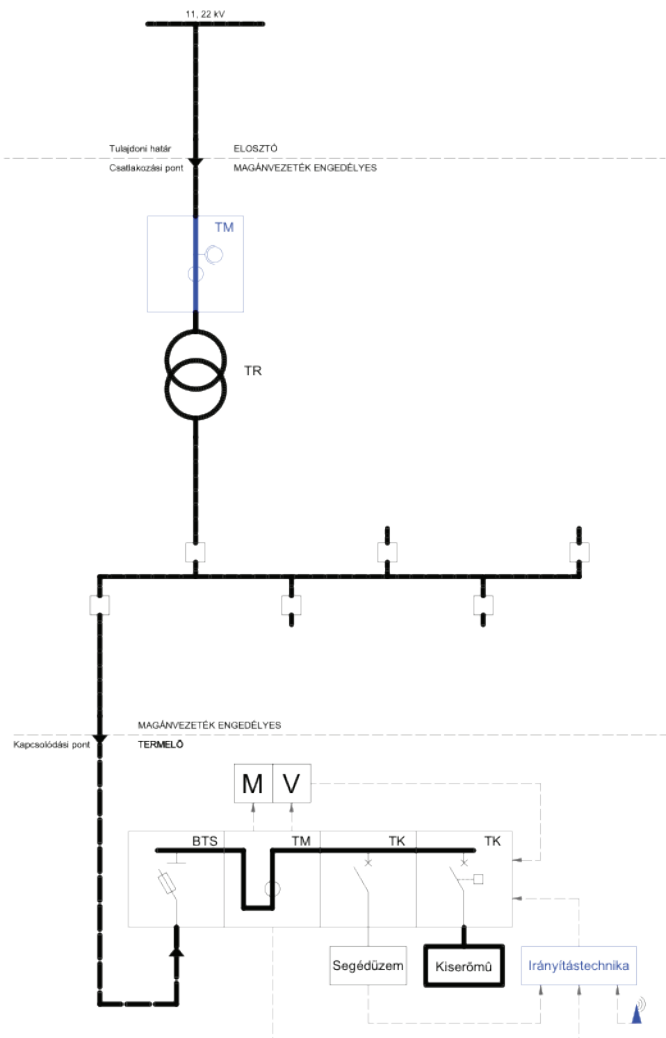 11, 22 kV
Tulajdoni határ ELOSZTÓ
Csatlakozási pont MAGÁNVEZETÉK ENGEDÉLYES
TM
TR
MAGÁNVEZETÉK ENGEDÉLYES
Kapcsolódási pont TERMELŐ
M V
BTS TM TK TK
Segédüzem Kiserőmű Irányítástechnika